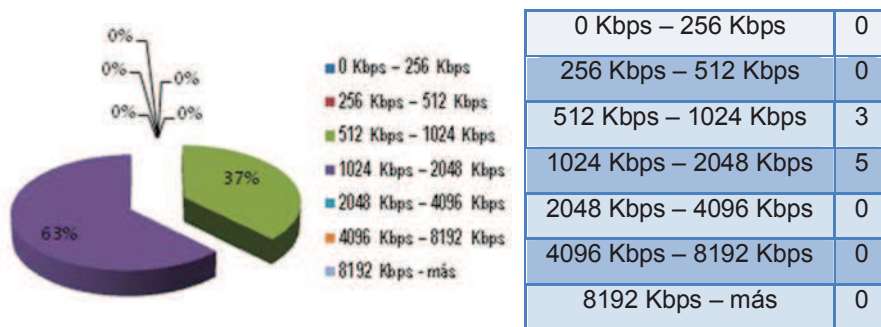 0%
0%
0%
0%
0%
37%
63%
0 Kbps – 256 Kbps
256 Kbps – 512 Kbps
512 Kbps – 1024 Kbps
1024 Kbps – 2048 Kbps
2048 Kbps – 4096 Kbps
4096 Kbps – 8192 Kbps
8192 Kbps - más
0 Kbps – 256 Kbps 0
256 Kbps – 512 Kbps 0
512 Kbps – 1024 Kbps 3
1024 Kbps – 2048 Kbps 5
2048 Kbps – 4096 Kbps 0
4096 Kbps – 8192 Kbps 0
8192 Kbps – más 0